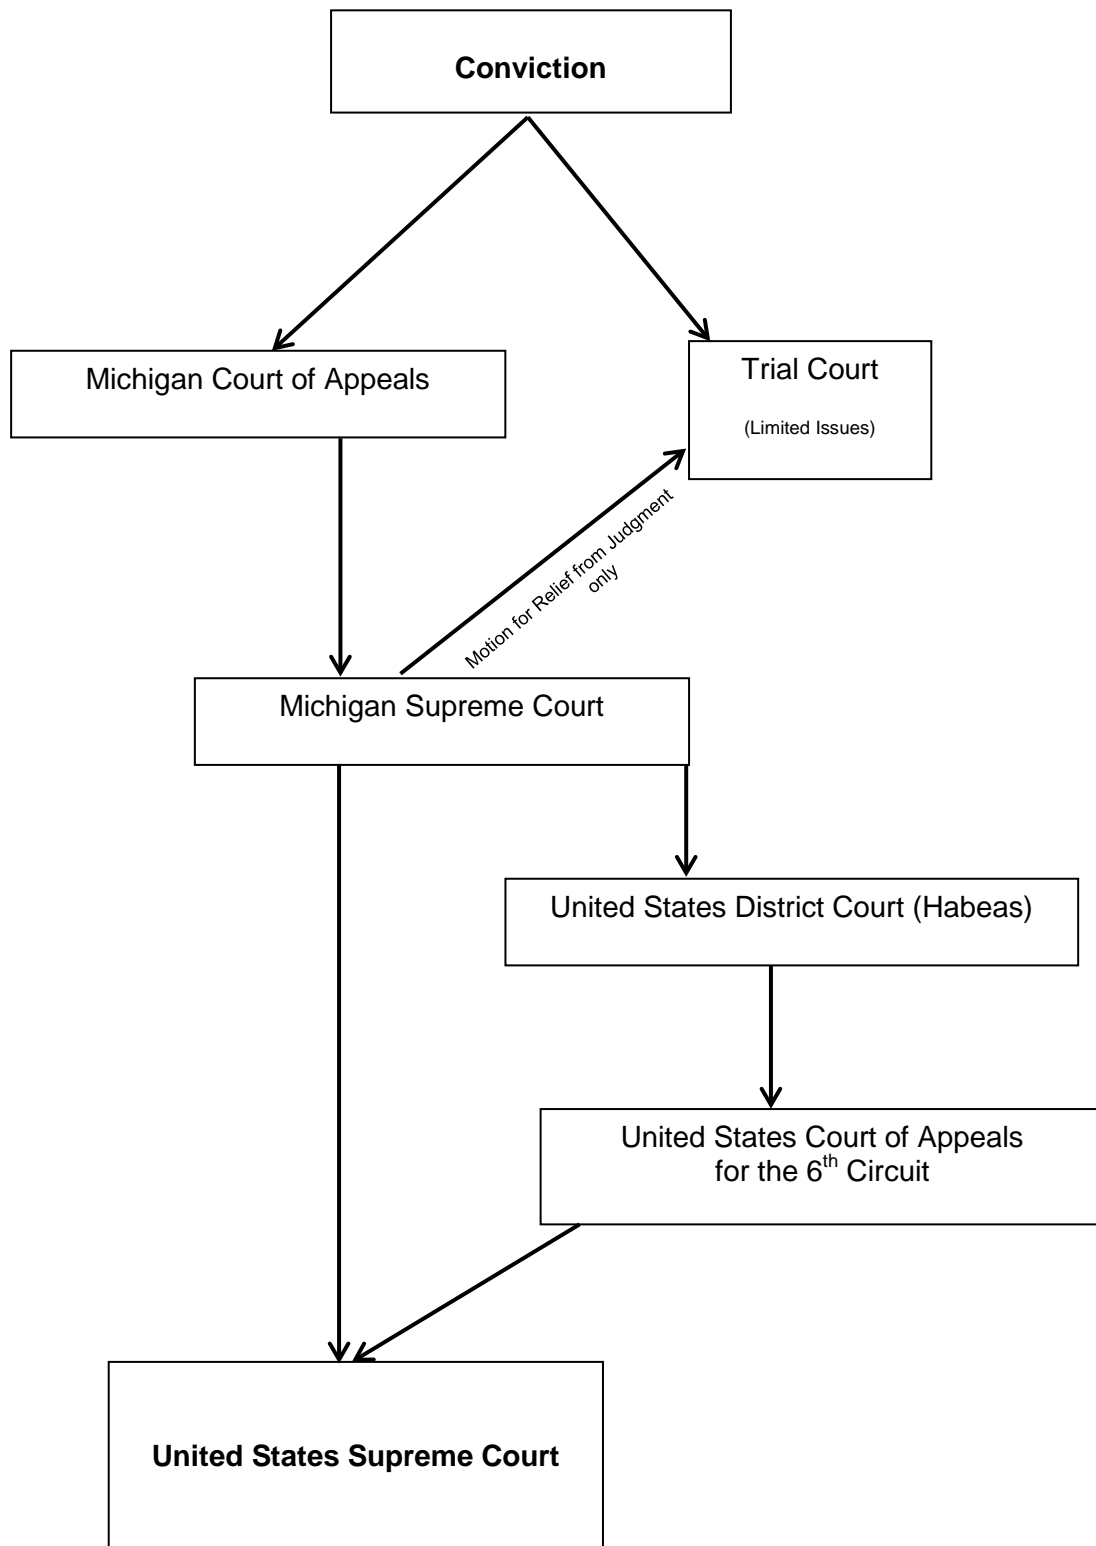 Conviction
Michigan Court of Appeals
Trial Court
(Limited Issues)
Motion for Relief from Judgment
only
Michigan Supreme Court
United States District Court (Habeas)
United States Court of Appeals
for the 6th Circuit
United States Supreme Court